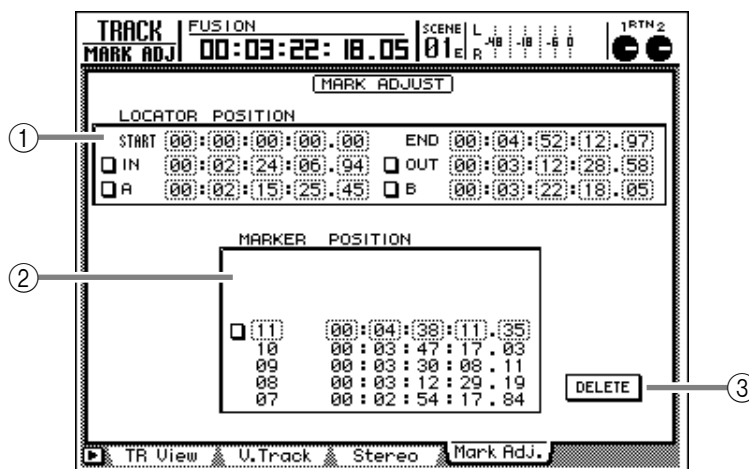 TRACK FUSION SCENE L 1RTN2
MARK ADJ 00:03:22:18.05 01E R -48 -18 -6 0
MARK ADJUST
LOCATOR POSITION
① START 00:00:00:00.00 END 00:04:52:12.97
IN 00:02:24:06.94 OUT 00:03:12:28.58
A 00:02:15:25.45 B 00:03:22:18.05
MARKER POSITION
②
11 00:04:38:11.35
10 00:03:47:17.03
09 00:03:30:08.11
08 00:03:12:29.19
07 00:02:54:17.84
DELETE ③
TR View V.Track Stereo Mark Adj.